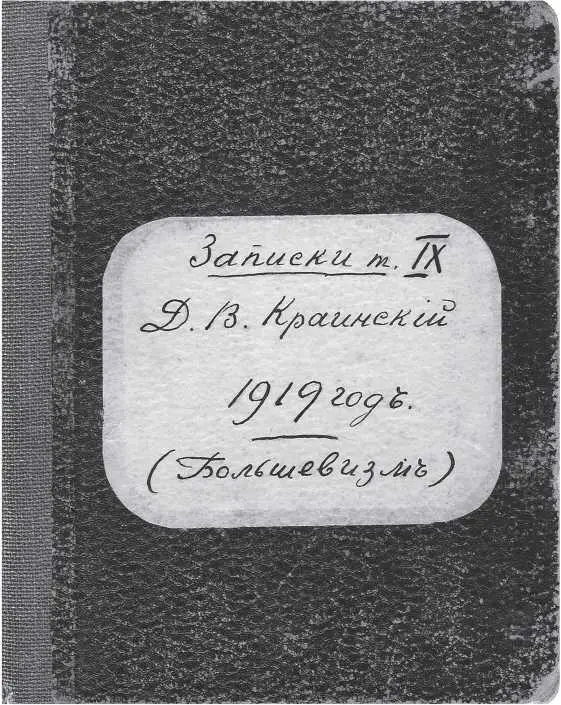 Записки т. IX
Д. В. Краинскій
1919 годъ.
(Большевизмъ)